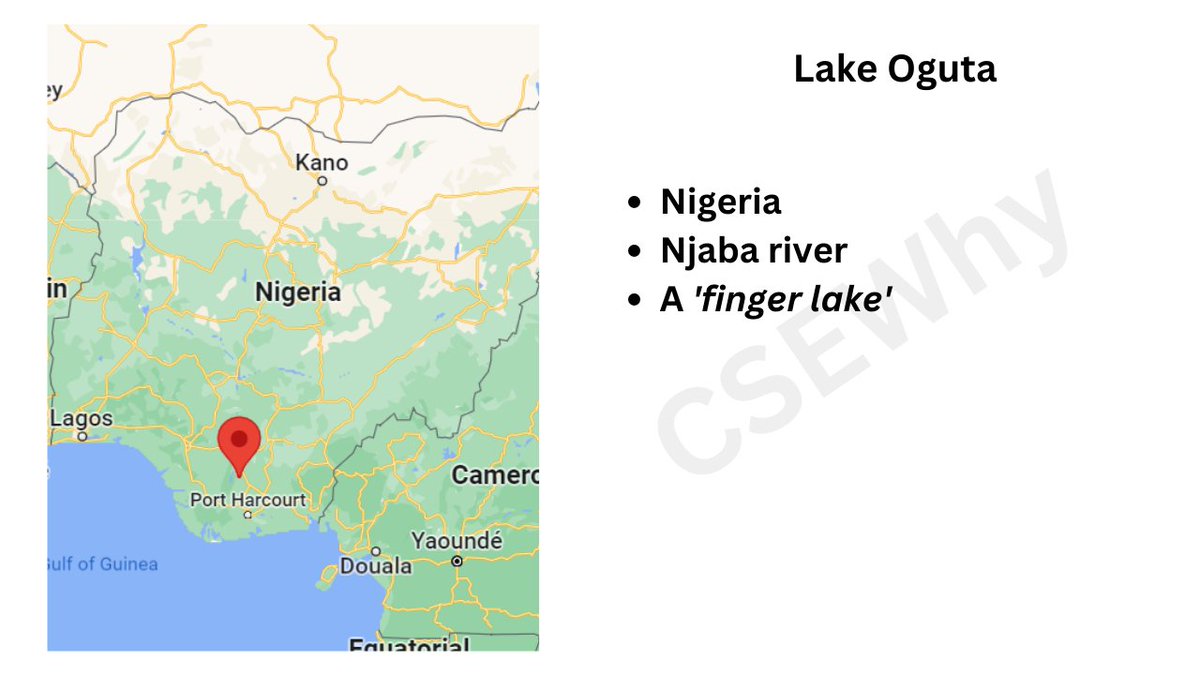 Lake Oguta
ey
Kano
in
Nigeria
Lagos
Port Harcourt
Camero
Yaoundé
Douala
Gulf of Guinea
Equatorial
• Nigeria
• Njaba river
• A 'finger lake'
CSEWhy